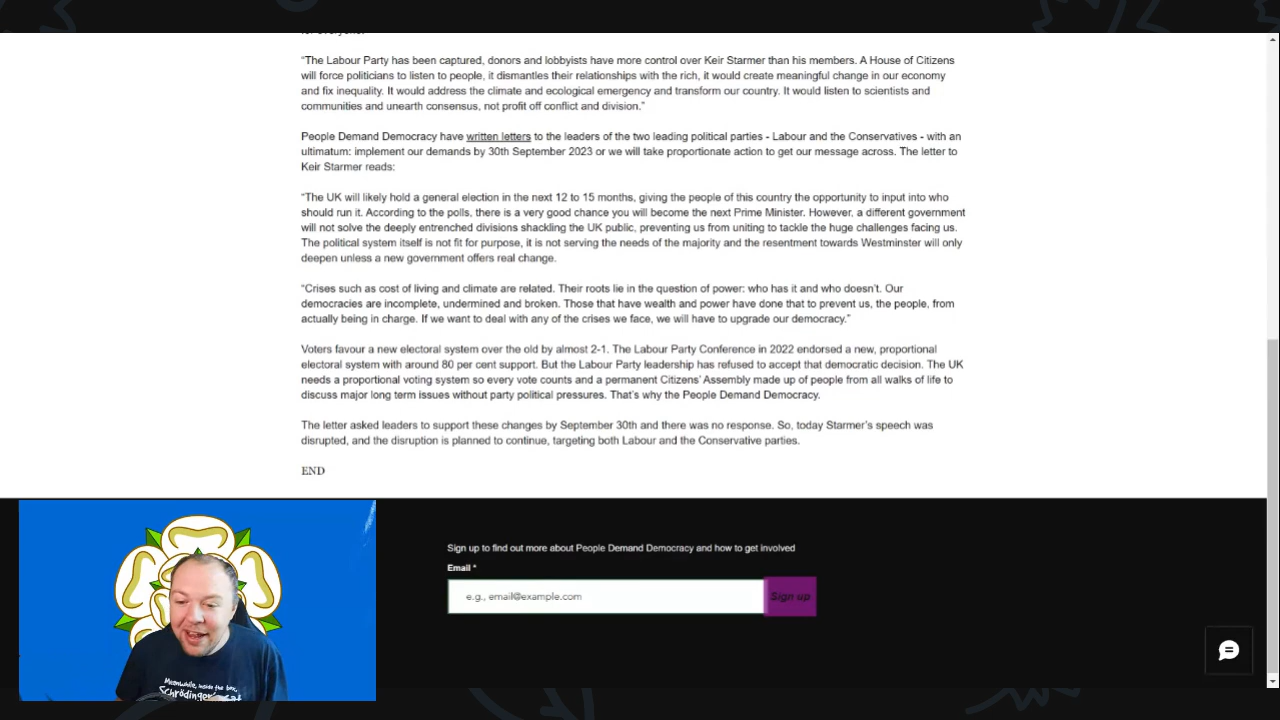 “The Labour Party has been captured, donors and lobbyists have more control over Keir Starmer than his members. A House of Citizens
will force politicians to listen to people, it dismantles their relationships with the rich, it would create meaningful change in our economy
and fix inequality. It would address the climate and ecological emergency and transform our country. It would listen to scientists and
communities and unearth consensus, not profit off conflict and division.”
People Demand Democracy have written letters to the leaders of the two leading political parties - Labour and the Conservatives - with an
ultimatum: implement our demands by 30th September 2023 or we will take proportionate action to get our message across. The letter to
Keir Starmer reads:
“The UK will likely hold a general election in the next 12 to 15 months, giving the people of this country the opportunity to input into who
should run it. According to the polls, there is a very good chance you will become the next Prime Minister. However, a different government
will not solve the deeply entrenched divisions shackling the UK public, preventing us from uniting to tackle the huge challenges facing us.
The political system itself is not fit for purpose, it is not serving the needs of the majority and the resentment towards Westminster will only
deepen unless a new government offers real change.
“Crises such as cost of living and climate are related. Their roots lie in the question of power: who has it and who doesn’t. Our
democracies are incomplete, undermined and broken. Those that have wealth and power have done that to prevent us, the people, from
actually being in charge. If we want to deal with any of the crises we face, we will have to upgrade our democracy.”
Voters favour a new electoral system over the old by almost 2-1. The Labour Party Conference in 2022 endorsed a new, proportional
electoral system with around 80 per cent support. But the Labour Party leadership has refused to accept that democratic decision. The UK
needs a proportional voting system so every vote counts and a permanent Citizens’ Assembly made up of people from all walks of life to
discuss major long term issues without party political pressures. That’s why the People Demand Democracy.
The letter asked leaders to support these changes by September 30th and there was no response. So, today Starmer’s speech was
disrupted, and the disruption is planned to continue, targeting both Labour and the Conservative parties.
END
Sign up to find out more about People Demand Democracy and how to get involved
Email *
e.g., email@example.com
Sign up
Meanwhile, inside the box,
Schrödinger's cat